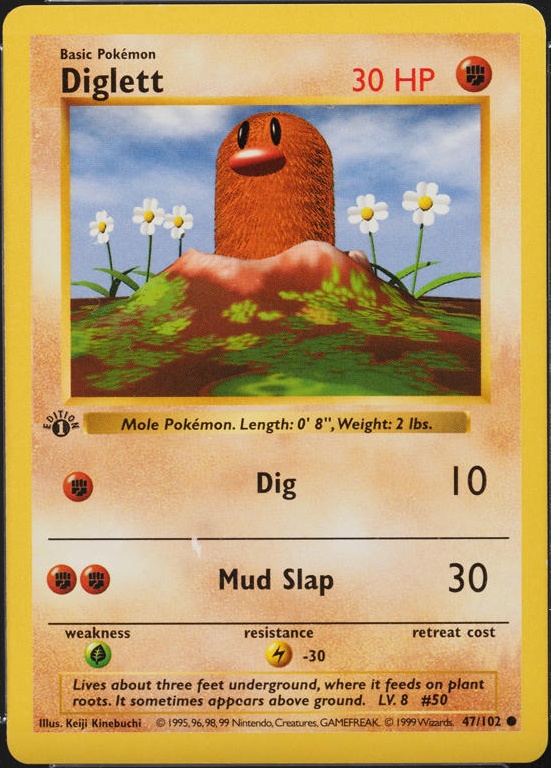 Basic Pokémon
Diglett 30 HP
EDITION 1
Mole Pokémon. Length: 0' 8", Weight: 2 lbs.
Dig 10
Mud Slap 30
weakness resistance retreat cost
-30
Lives about three feet underground, where it feeds on plant
roots. It sometimes appears above ground. LV. 8 #50
Illus. Keiji Kinebuchi © 1995, 96, 98, 99 Nintendo, Creatures, GAMEFREAK. © 1999 Wizards. 47/102